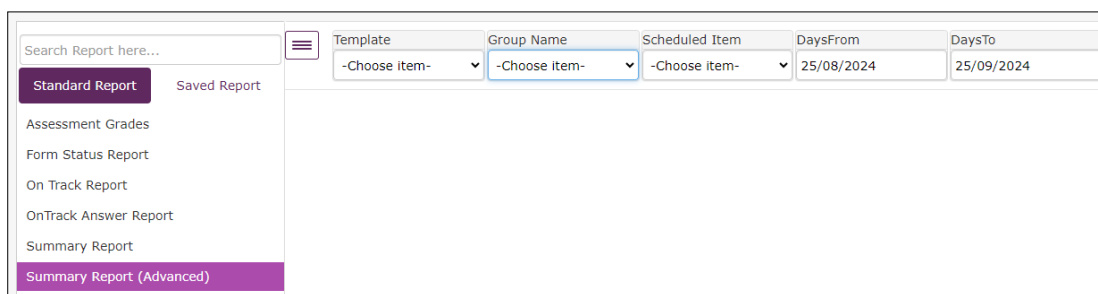 Search Report here...
Standard Report Saved Report
Assessment Grades
Form Status Report
On Track Report
OnTrack Answer Report
Summary Report
Summary Report (Advanced)
Template Group Name Scheduled Item DaysFrom DaysTo
-Choose item- -Choose item- -Choose item- 25/08/2024 25/09/2024